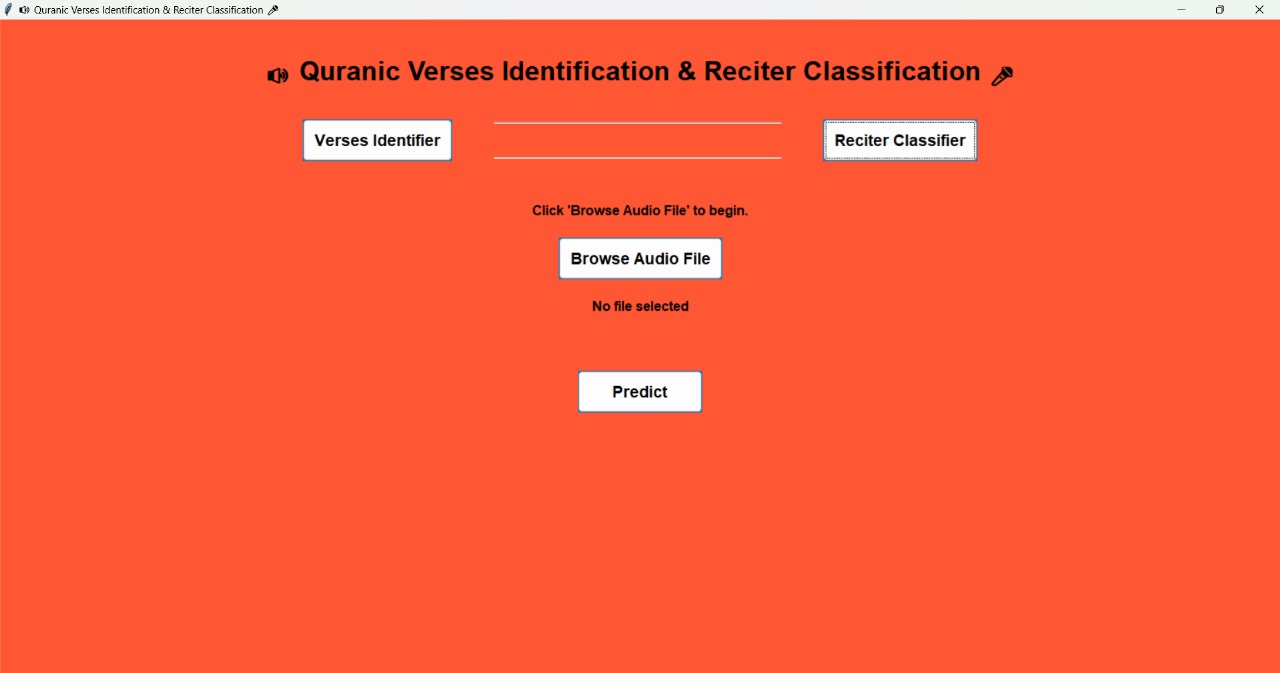 Quranic Verses Identification & Reciter Classification
Quranic Verses Identification & Reciter Classification
Verses Identifier
Reciter Classifier
Click 'Browse Audio File' to begin.
Browse Audio File
No file selected
Predict